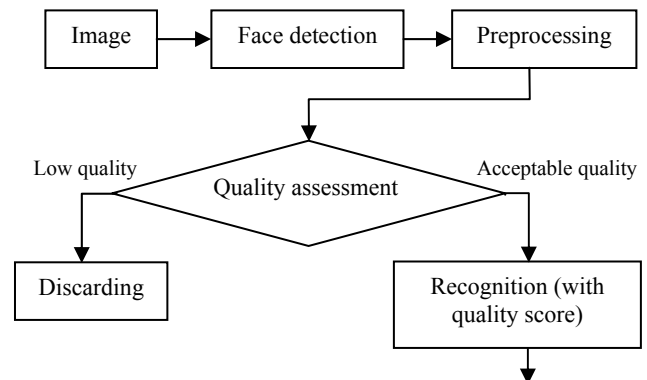 Image
Face detection
Preprocessing
Low quality
Acceptable quality
Quality assessment
Discarding
Recognition (with
quality score)